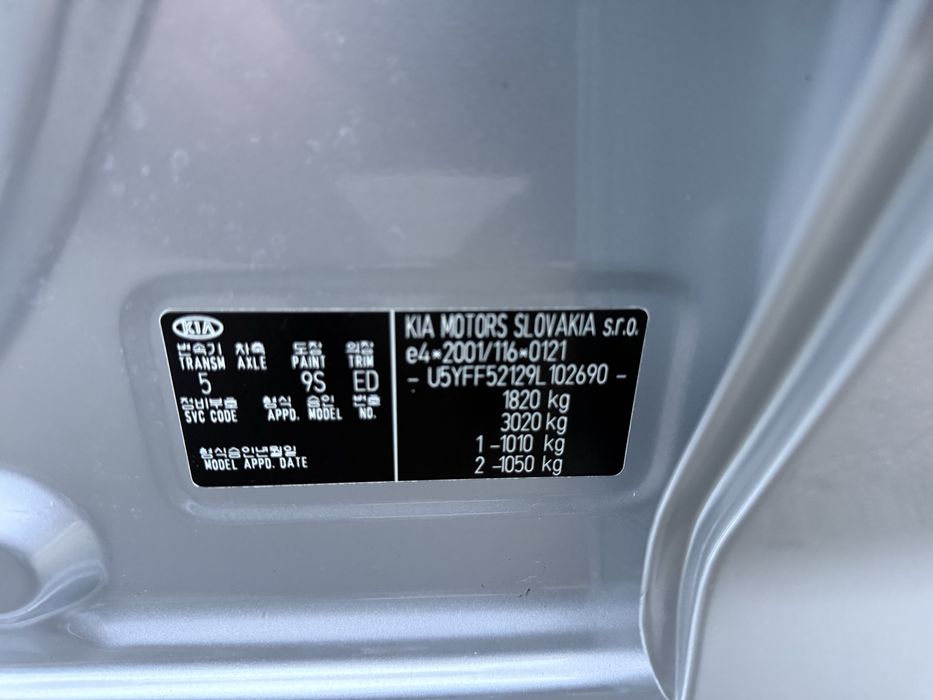 KIA
변속기 차축 도장 의장
TRANSM AXLE PAINT TRIM
5 9S ED
정비부호 형식 승인 번호
SVC CODE APPD. MODEL NO.
형식승인년월일
MODEL APPD. DATE
KIA MOTORS SLOVAKIA s.r.o.
e4*2001/116*0121
- U5YFF52129L102690 -
1820 kg
3020 kg
1 -1010 kg
2 -1050 kg